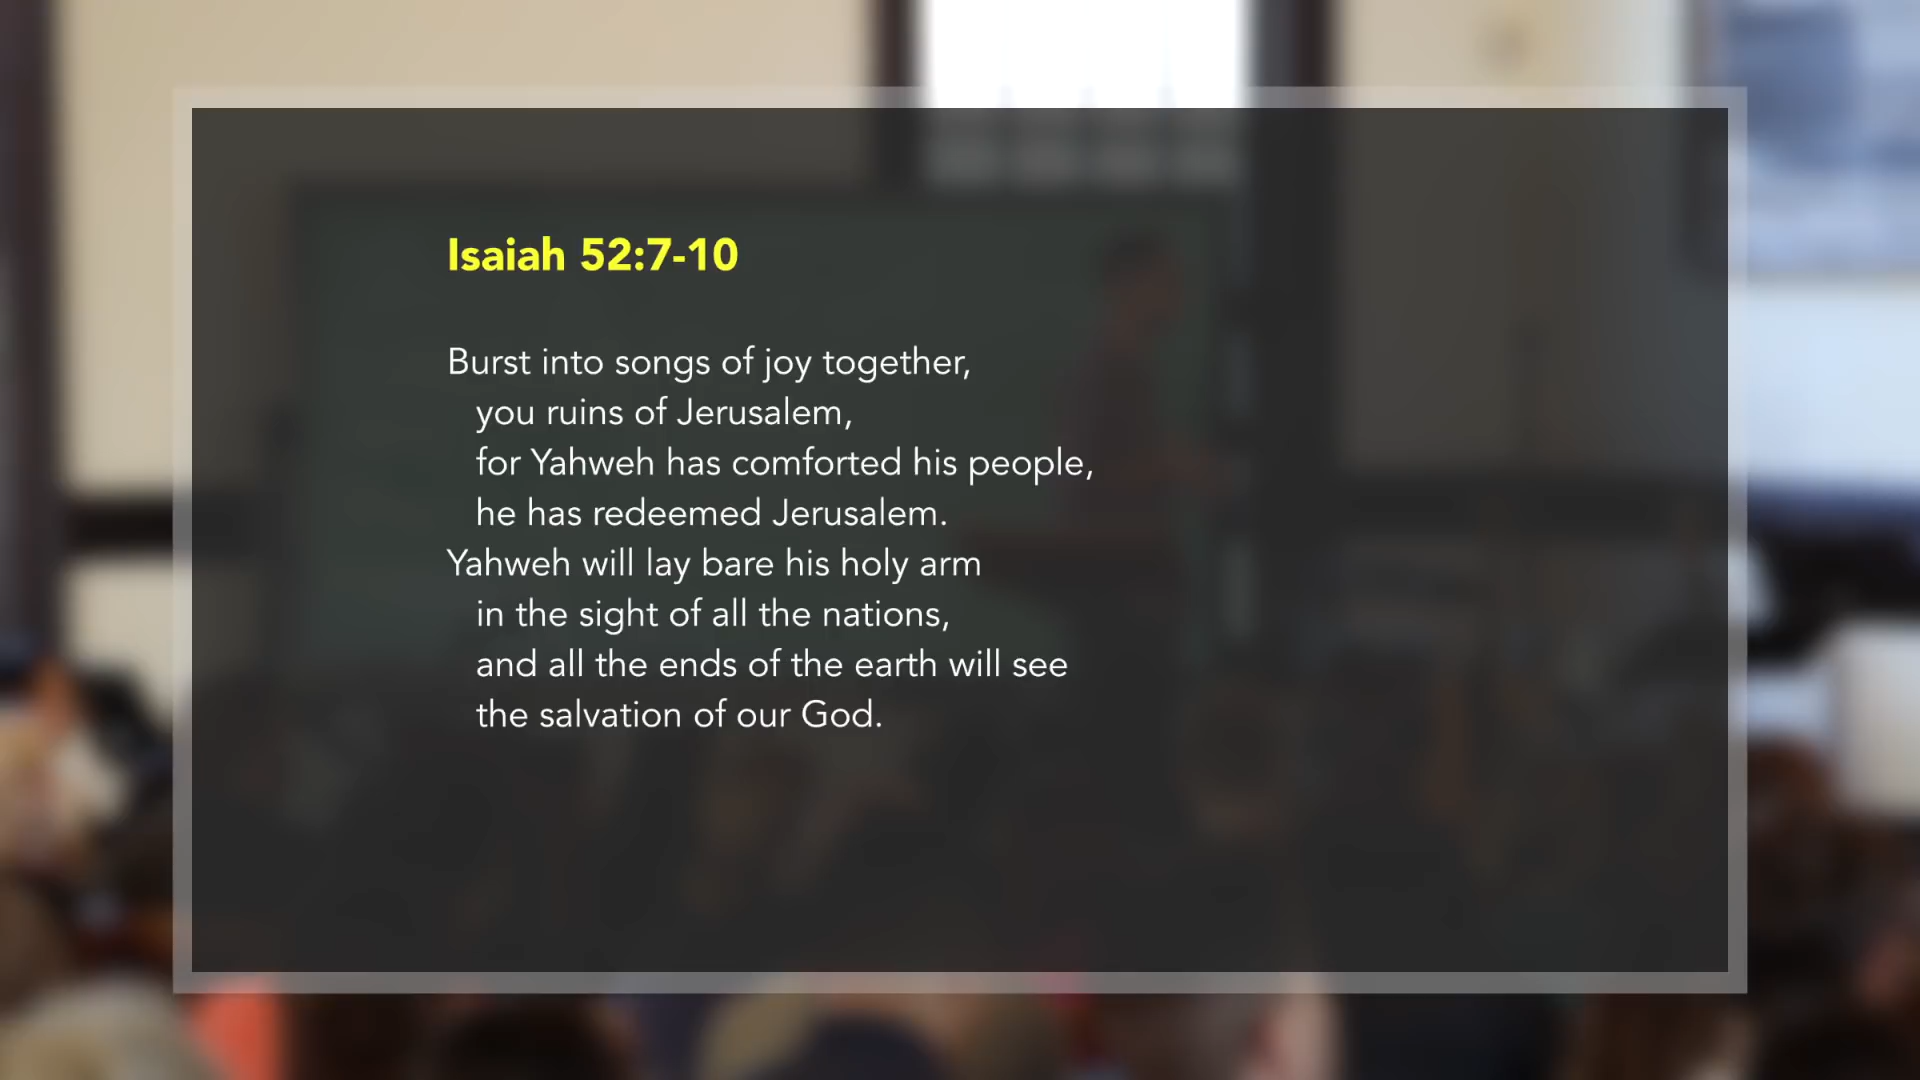 Isaiah 52:7-10
Burst into songs of joy together,
you ruins of Jerusalem,
for Yahweh has comforted his people,
he has redeemed Jerusalem.
Yahweh will lay bare his holy arm
in the sight of all the nations,
and all the ends of the earth will see
the salvation of our God.